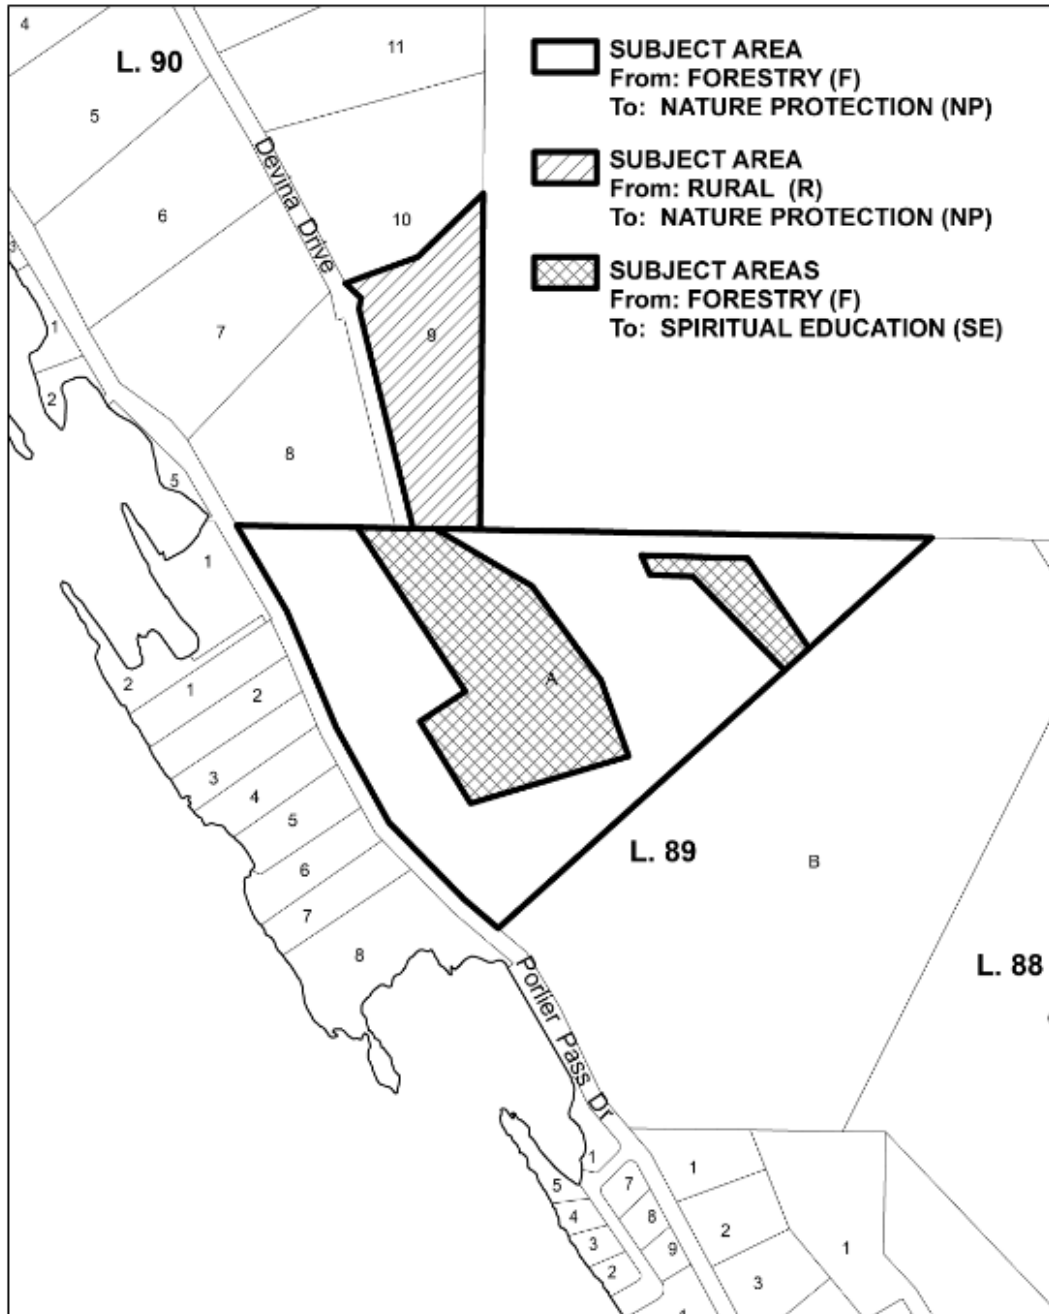 4
L. 90
11
5
Devina Drive
6
10
3
1
7
9
2
8
5
1
SUBJECT AREA
From: FORESTRY (F)
To: NATURE PROTECTION (NP)
SUBJECT AREA
From: RURAL (R)
To: NATURE PROTECTION (NP)
SUBJECT AREAS
From: FORESTRY (F)
To: SPIRITUAL EDUCATION (SE)
A
2
1
2
3
4
5
6
7
8
L. 89
B
L. 88
Porlier Pass Dr
1
5
4
3
2
7
8
9
1
2
3
1